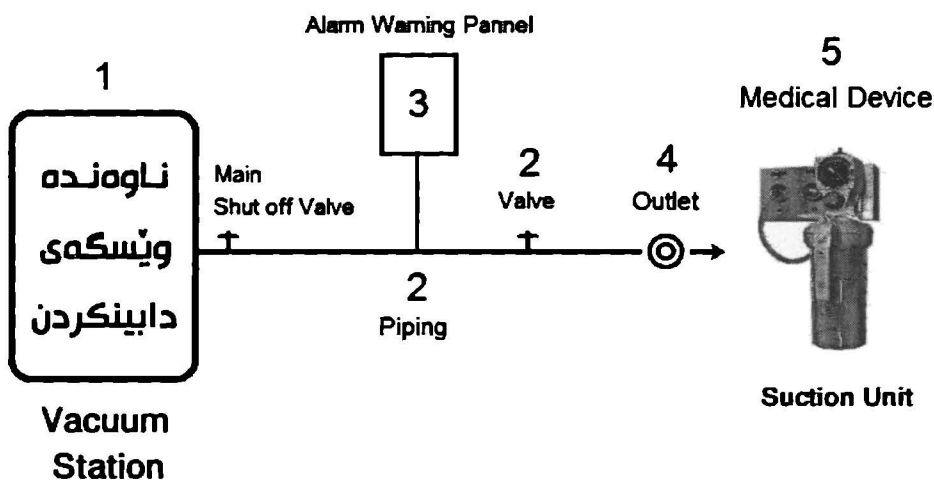 Alarm Warning Pannel
3
1
ناوەندە
وێسگەی
دابینکردن
Vacuum
Station
Main
Shut off Valve
2
Piping
2
Valve
4
Outlet
5
Medical Device
Suction Unit